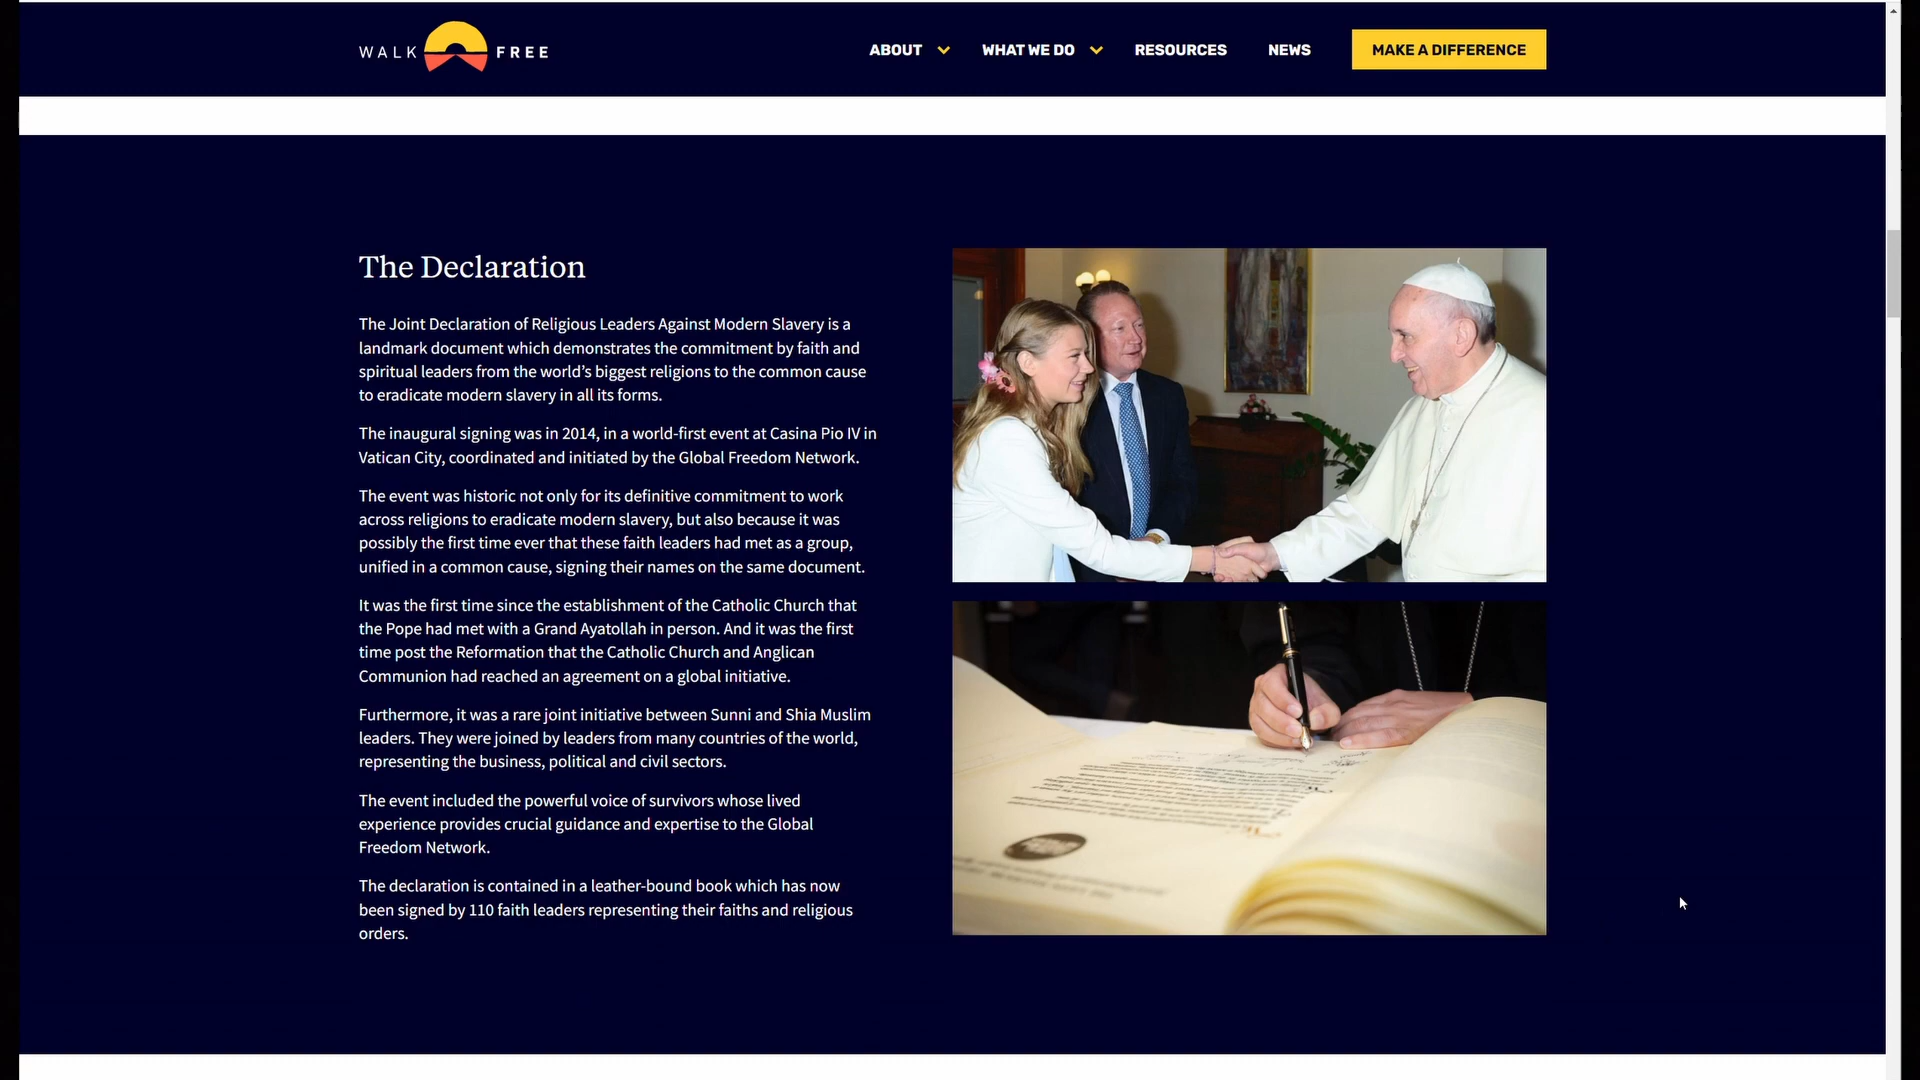 WALK FREE
ABOUT
WHAT WE DO
RESOURCES
NEWS
MAKE A DIFFERENCE
The Declaration
The Joint Declaration of Religious Leaders Against Modern Slavery is a
landmark document which demonstrates the commitment by faith and
spiritual leaders from the world’s biggest religions to the common cause
to eradicate modern slavery in all its forms.
The inaugural signing was in 2014, in a world-first event at Casina Pio IV in
Vatican City, coordinated and initiated by the Global Freedom Network.
The event was historic not only for its definitive commitment to work
across religions to eradicate modern slavery, but also because it was
possibly the first time ever that these faith leaders had met as a group,
unified in a common cause, signing their names on the same document.
It was the first time since the establishment of the Catholic Church that
the Pope had met with a Grand Ayatollah in person. And it was the first
time post the Reformation that the Catholic Church and Anglican
Communion had reached an agreement on a global initiative.
Furthermore, it was a rare joint initiative between Sunni and Shia Muslim
leaders. They were joined by leaders from many countries of the world,
representing the business, political and civil sectors.
The event included the powerful voice of survivors whose lived
experience provides crucial guidance and expertise to the Global
Freedom Network.
The declaration is contained in a leather-bound book which has now
been signed by 110 faith leaders representing their faiths and religious
orders.